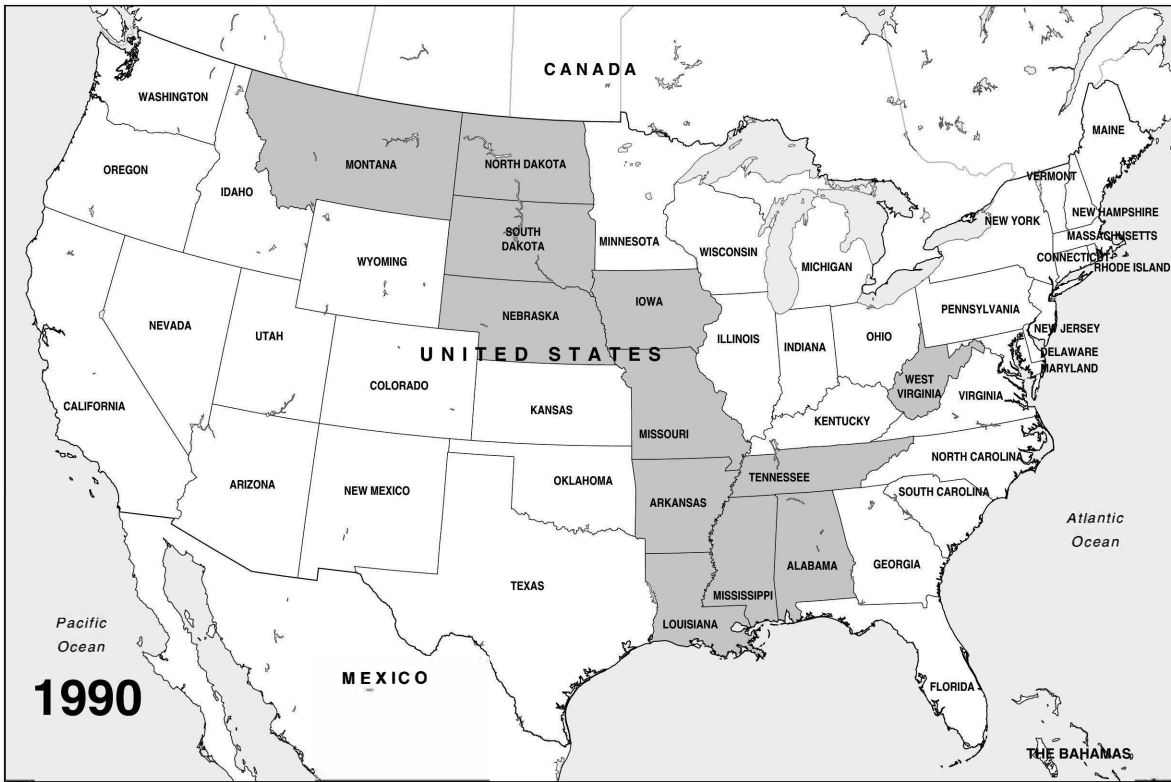 CANADA
WASHINGTON
MAINE
MONTANA
NORTH DAKOTA
OREGON
IDAHO
VERMONT
NEW YORK
NEW HAMPSHIRE
SOUTH
DAKOTA
MINNESOTA
WISCONSIN
MASSACHUSETTS
CONNECTICUT
RHODE ISLAND
WYOMING
MICHIGAN
IOWA
NEBRASKA
PENNSYLVANIA
NEVADA
UTAH
ILLINOIS
INDIANA
OHIO
NEW JERSEY
UNITED STATES
DELAWARE
MARYLAND
COLORADO
WEST
VIRGINIA
VIRGINIA
CALIFORNIA
KANSAS
KENTUCKY
MISSOURI
NORTH CAROLINA
TENNESSEE
ARIZONA
NEW MEXICO
OKLAHOMA
ARKANSAS
SOUTH CAROLINA
Atlantic
Ocean
TEXAS
ALABAMA
GEORGIA
MISSISSIPPI
LOUISIANA
Pacific
Ocean
MEXICO
FLORIDA
1990
THE BAHAMAS